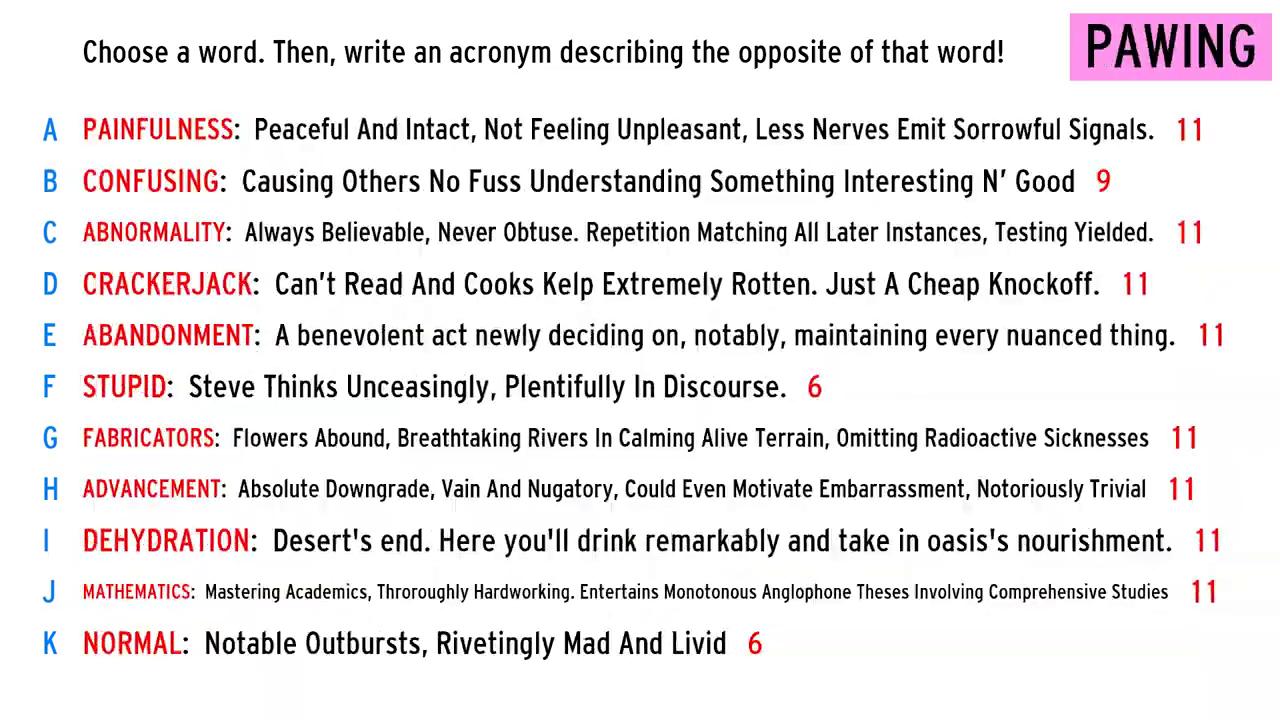 Choose a word. Then, write an acronym describing the opposite of that word!
PAWING
A PAINFULNESS: Peaceful And Intact, Not Feeling Unpleasant, Less Nerves Emit Sorrowful Signals. 11
B CONFUSING: Causing Others No Fuss Understanding Something Interesting N' Good 9
C ABNORMALITY: Always Believable, Never Obtuse. Repetition Matching All Later Instances, Testing Yielded. 11
D CRACKERJACK: Can't Read And Cooks Kelp Extremely Rotten. Just A Cheap Knockoff. 11
E ABANDONMENT: A benevolent act newly deciding on, notably, maintaining every nuanced thing. 11
F STUPID: Steve Thinks Unceasingly, Plentifully In Discourse. 6
G FABRICATORS: Flowers Abound, Breathtaking Rivers In Calming Alive Terrain, Omitting Radioactive Sicknesses 11
H ADVANCEMENT: Absolute Downgrade, Vain And Nugatory, Could Even Motivate Embarrassment, Notoriously Trivial 11
I DEHYDRATION: Desert's end. Here you'll drink remarkably and take in oasis's nourishment. 11
J MATHEMATICS: Mastering Academics, Throroughly Hardworking. Entertains Monotonous Anglophone Theses Involving Comprehensive Studies 11
K NORMAL: Notable Outbursts, Rivetingly Mad And Livid 6